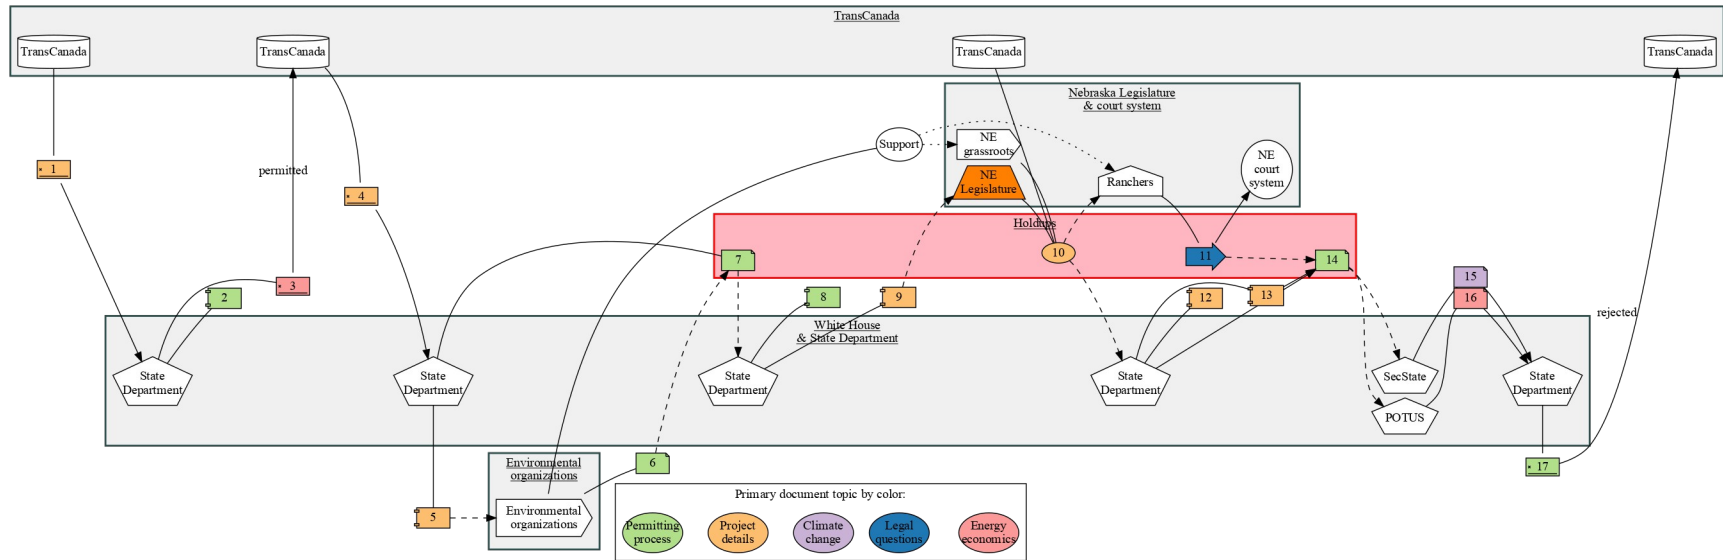 TransCanada
TransCanada
TransCanada
TransCanada
TransCanada
Nebraska Legislature
& court system
Support
NE
grassroots
NE
Legislature
Ranchers
NE
court
system
1
permitted
4
Holdups
7
10
11
14
2
3
8
9
12
13
15
16
rejected
White House
& State Department
State
Department
State
Department
State
Department
State
Department
SecState
POTUS
State
Department
Environmental
organizations
6
17
5
Environmental
organizations
Primary document topic by color:
Permitting
process
Project
details
Climate
change
Legal
questions
Energy
economics